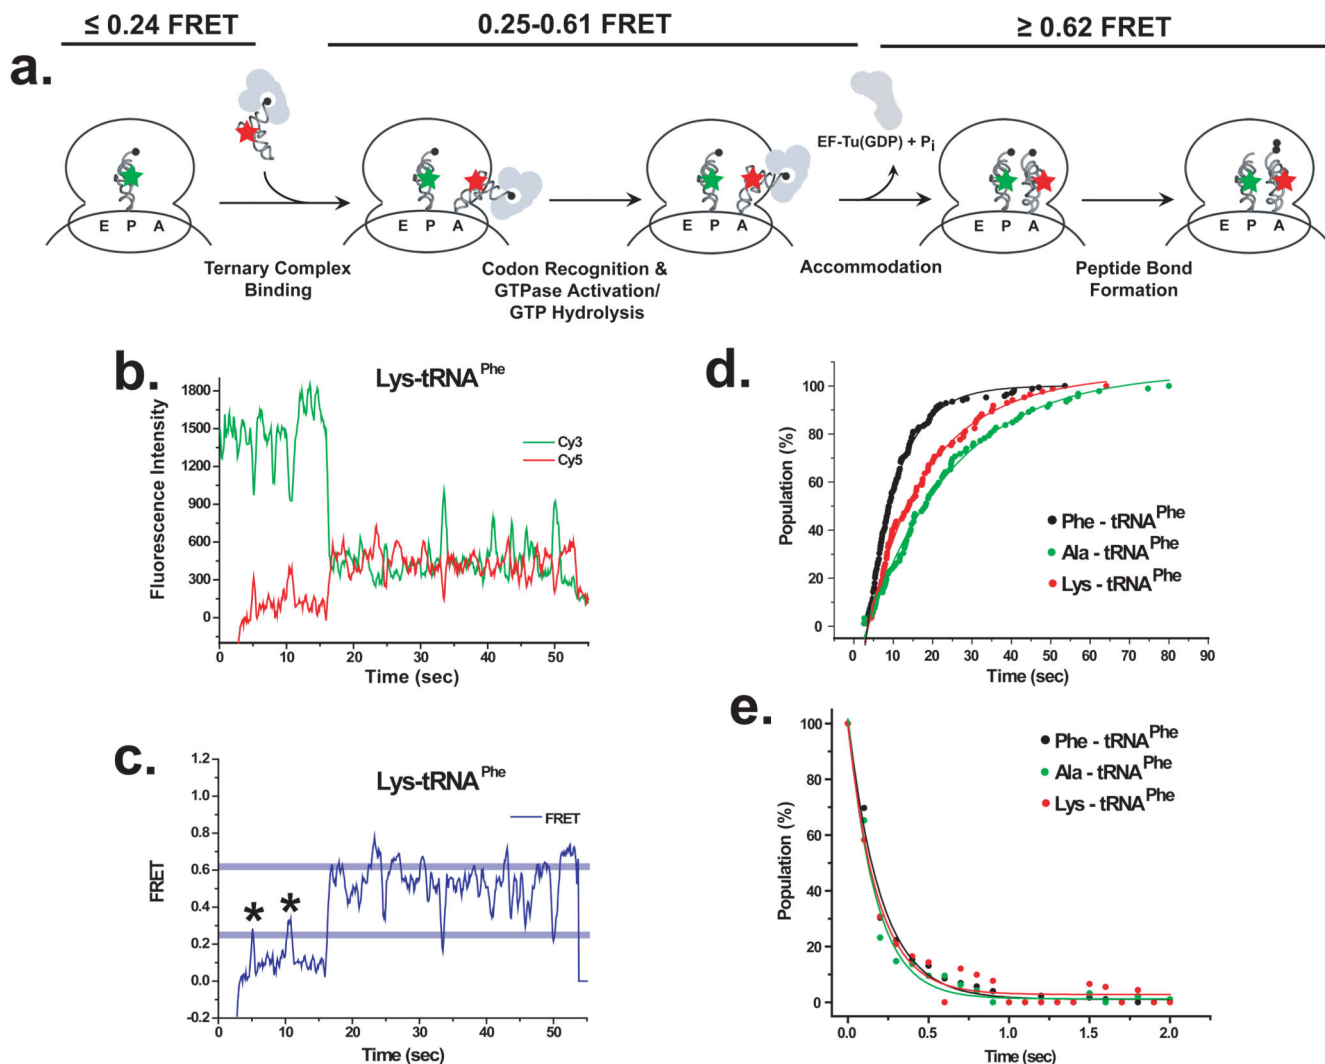 ≤ 0.24 FRET
0.25-0.61 FRET
≥ 0.62 FRET
a.
EF-Tu(GDP) + Pi
E P A
E P A
E P A
E P A
E P A
Ternary Complex
Binding
Codon Recognition &
GTPase Activation/
GTP Hydrolysis
Accommodation
Peptide Bond
Formation
b.
Lys-tRNA Phe
Cy3
Cy5
Fluorescence Intensity
1800
1500
1200
900
600
300
0
0 10 20 30 40 50
Time (sec)
c.
Lys-tRNA Phe
FRET
FRET
1.2
1.0
0.8
0.6
0.4
0.2
0.0
-0.2
* *
0 10 20 30 40 50
Time (sec)
d.
Population (%)
100
80
60
40
20
0
Phe - tRNA Phe
Ala - tRNA Phe
Lys - tRNA Phe
0 10 20 30 40 50 60 70 80 90
Time (sec)
e.
Population (%)
100
80
60
40
20
0
Phe - tRNA Phe
Ala - tRNA Phe
Lys - tRNA Phe
0.0 0.5 1.0 1.5 2.0
Time (sec)